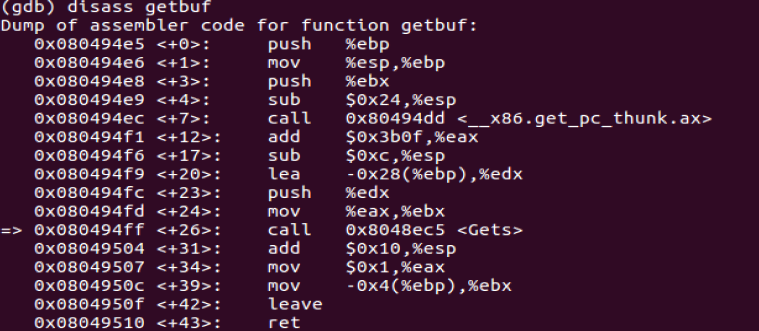 (gdb) disass getbuf
Dump of assembler code for function getbuf:
0x080494e5 <+0>: push %ebp
0x080494e6 <+1>: mov %esp,%ebp
0x080494e8 <+3>: push %ebx
0x080494e9 <+4>: sub $0x24,%esp
0x080494ec <+7>: call 0x80494dd <__x86.get_pc_thunk.ax>
0x080494f1 <+12>: add $0x3b0f,%eax
0x080494f6 <+17>: sub $0xc,%esp
0x080494f9 <+20>: lea -0x28(%ebp),%edx
0x080494fc <+23>: push %edx
0x080494fd <+24>: mov %eax,%ebx
=> 0x080494ff <+26>: call 0x8048ec5 <Gets>
0x08049504 <+31>: add $0x10,%esp
0x08049507 <+34>: mov $0x1,%eax
0x0804950c <+39>: mov -0x4(%ebp),%ebx
0x0804950f <+42>: leave
0x08049510 <+43>: ret